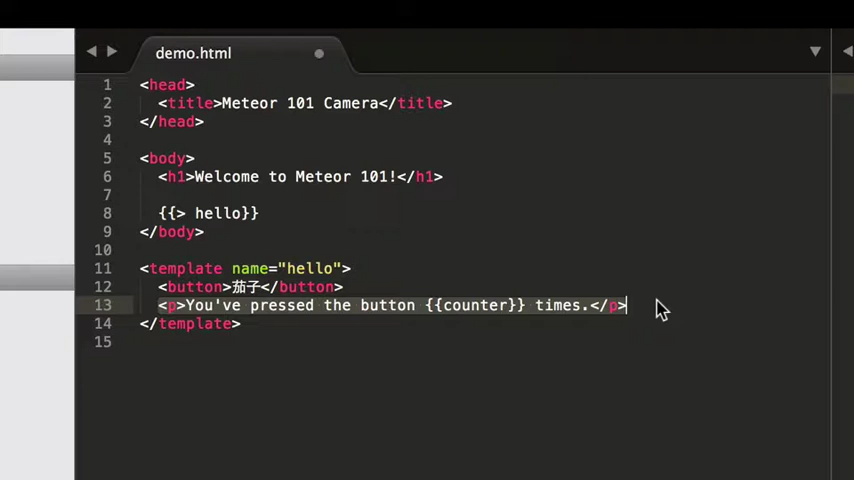 demo.html
1 <head>
2 <title>Meteor 101 Camera</title>
3 </head>
4
5 <body>
6 <h1>Welcome to Meteor 101!</h1>
7
8 {{> hello}}
9 </body>
10
11 <template name="hello">
12 <button>茄子</button>
13 <p>You've pressed the button {{counter}} times.</p>
14 </template>
15